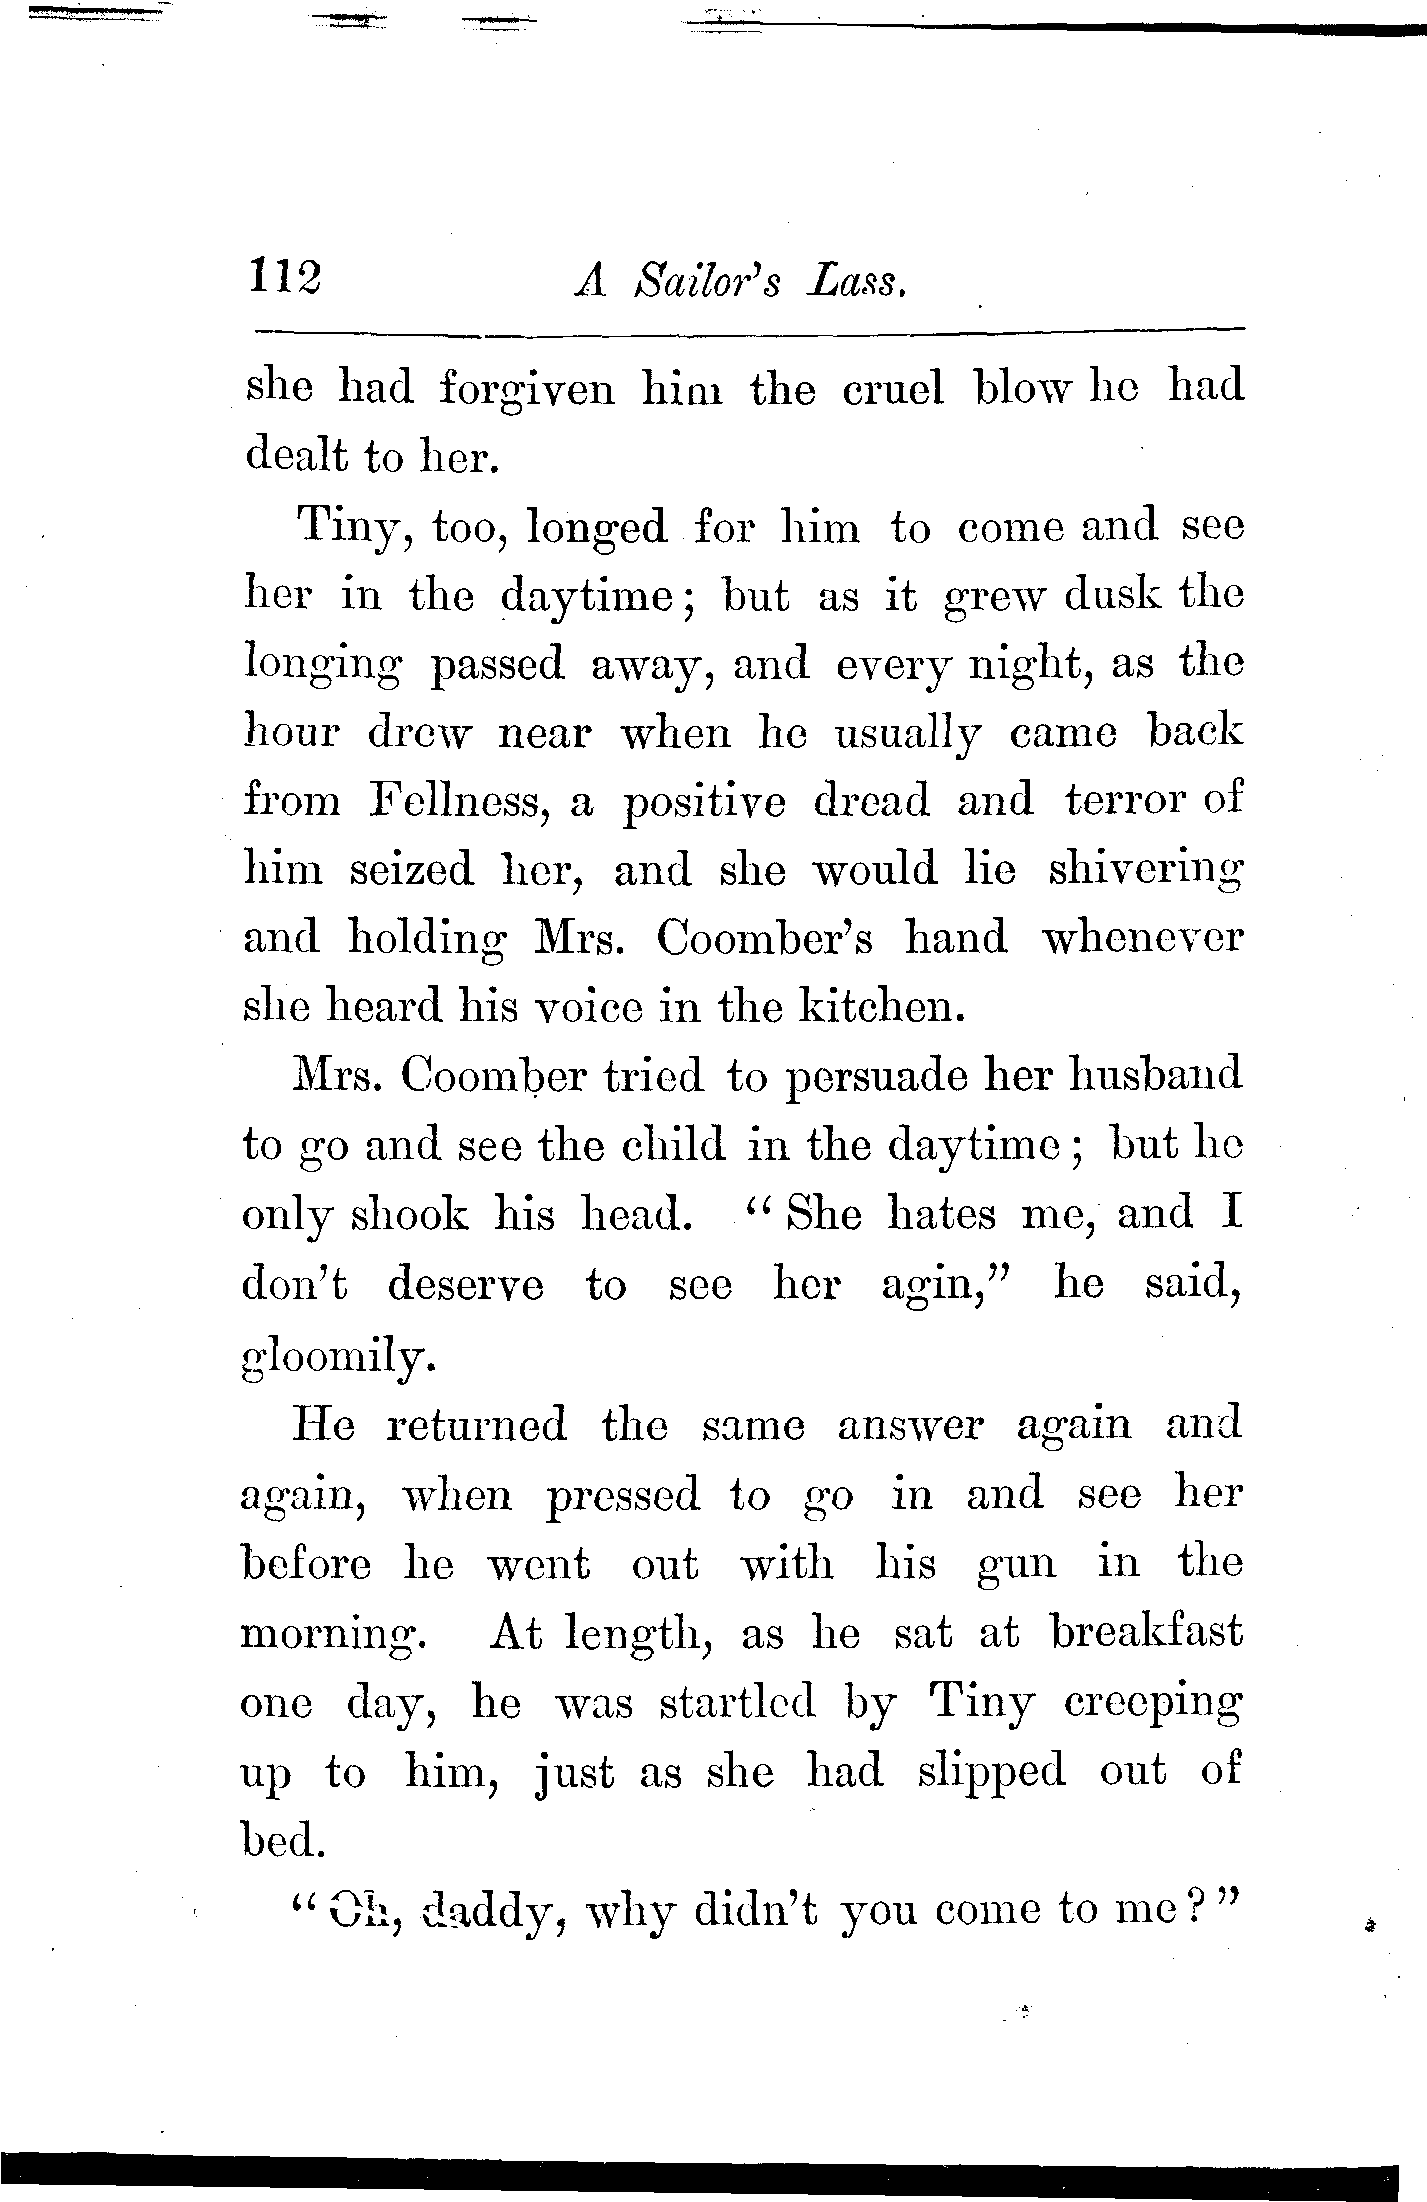 112 A Sailor's Lass.
she had forgiven him the cruel blow he had
dealt to her.
Tiny, too, longed for him to come and see
her in the daytime; but as it grew dusk the
longing passed away, and every night, as the
hour drew near when he usually came back
from Fellness, a positive dread and terror of
him seized her, and she would lie shivering
and holding Mrs. Coomber's hand whenever
she heard his voice in the kitchen.
Mrs. Coomber tried to persuade her husband
to go and see the child in the daytime; but he
only shook his head. "She hates me, and I
don't deserve to see her agin," he said,
gloomily.
He returned the same answer again and
again, when pressed to go in and see her
before he went out with his gun in the
morning. At length, as he sat at breakfast
one day, he was startled by Tiny creeping
up to him, just as she had slipped out of
bed.
"Oh, daddy, why didn't you come to me?"